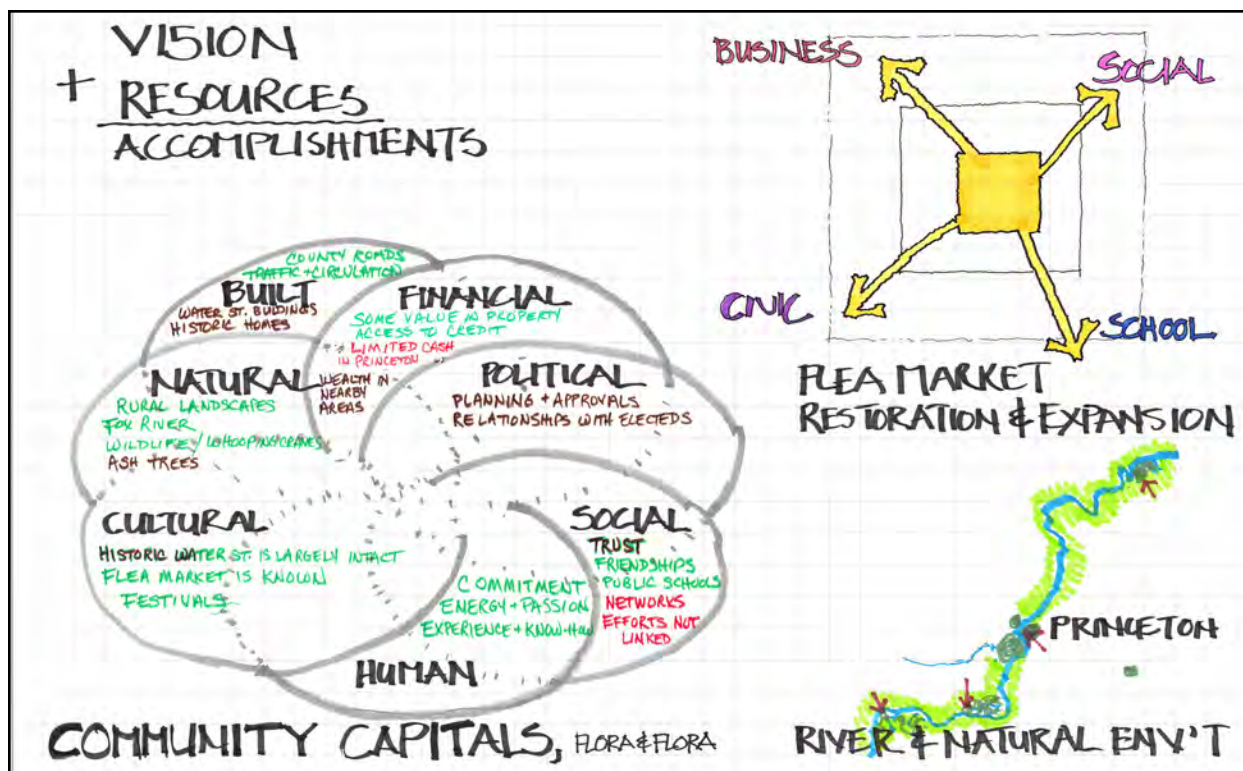 VISION
+ RESOURCES
ACCOMPLISHMENTS
COUNTY ROADS
TRAFFIC + CIRCULATION
BUILT
WATER ST. BUILDINGS
HISTORIC HOMES
FINANCIAL
SOME VALUE IN PROPERTY
ACCESS TO CREDIT
LIMITED CASH
IN PRINCETON
WEALTH IN
NEARBY
AREAS
NATURAL
RURAL LANDSCAPES
FOX RIVER
WILDLIFE / WHOOPING CRANES
ASH TREES
POLITICAL
PLANNING + APPROVALS
RELATIONSHIPS WITH ELECTEDS
CULTURAL
HISTORIC WATER ST. IS LARGELY INTACT
FLEA MARKET IS KNOWN
FESTIVALS
SOCIAL
TRUST
FRIENDSHIPS
PUBLIC SCHOOLS
NETWORKS
EFFORTS NOT
LINKED
COMMITMENT
ENERGY + PASSION
EXPERIENCE + KNOW-HOW
HUMAN
COMMUNITY CAPITALS, FLORA & FLORA
BUSINESS
SOCIAL
CIVIC
SCHOOL
FLEA MARKET
RESTORATION & EXPANSION
PRINCETON
RIVER & NATURAL ENV'T